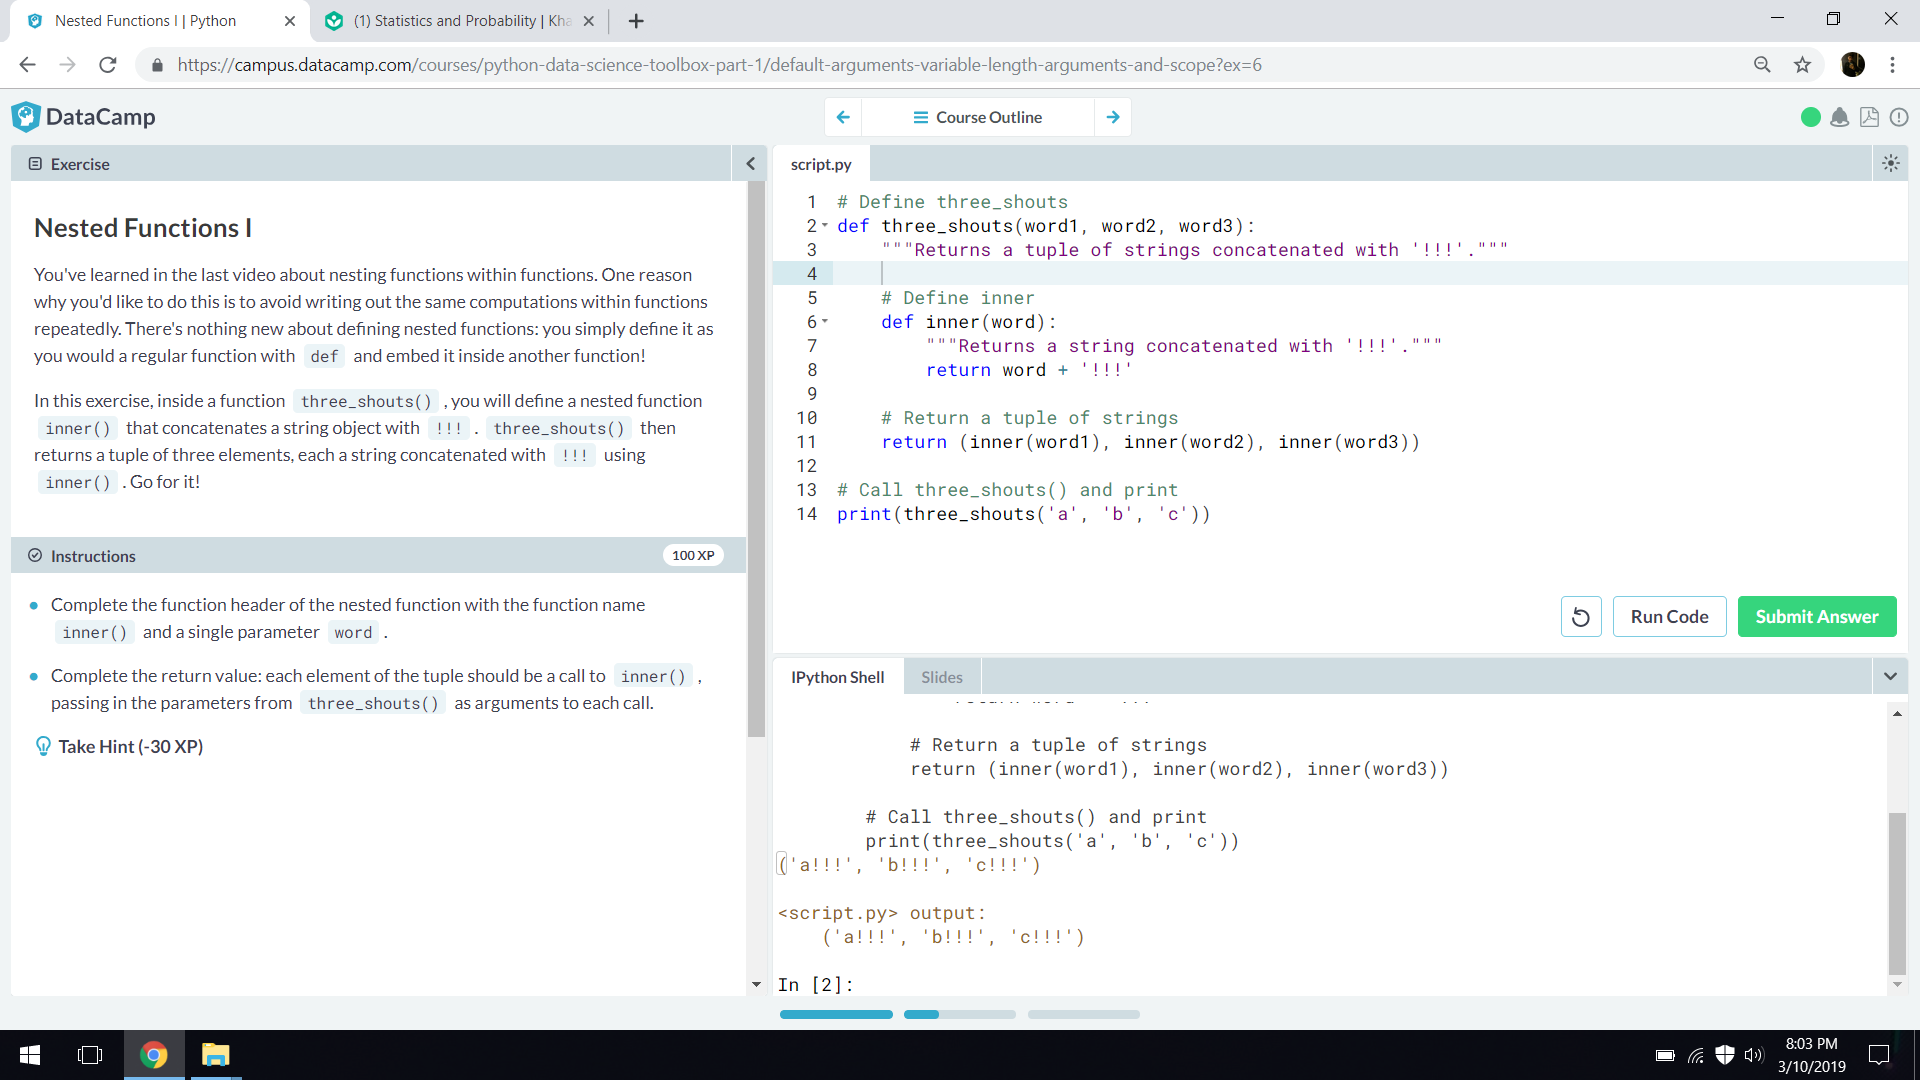 Nested Functions I | Python
(1) Statistics and Probability | Kha
https://campus.datacamp.com/courses/python-data-science-toolbox-part-1/default-arguments-variable-length-arguments-and-scope?ex=6
DataCamp
Course Outline
Exercise
Nested Functions I
You've learned in the last video about nesting functions within functions. One reason
why you'd like to do this is to avoid writing out the same computations within functions
repeatedly. There's nothing new about defining nested functions: you simply define it as
you would a regular function with def and embed it inside another function!
In this exercise, inside a function three_shouts() , you will define a nested function
inner() that concatenates a string object with !!! . three_shouts() then
returns a tuple of three elements, each a string concatenated with !!! using
inner() . Go for it!
Instructions
100 XP
Complete the function header of the nested function with the function name
inner() and a single parameter word .
Complete the return value: each element of the tuple should be a call to inner() ,
passing in the parameters from three_shouts() as arguments to each call.
Take Hint (-30 XP)
script.py
1 # Define three_shouts
2 def three_shouts(word1, word2, word3):
3 """Returns a tuple of strings concatenated with '!!!'."""
4
5 # Define inner
6 def inner(word):
7 """Returns a string concatenated with '!!!'."""
8 return word + '!!!'
9
10 # Return a tuple of strings
11 return (inner(word1), inner(word2), inner(word3))
12
13 # Call three_shouts() and print
14 print(three_shouts('a', 'b', 'c'))
Run Code
Submit Answer
IPython Shell
Slides
# Return a tuple of strings
return (inner(word1), inner(word2), inner(word3))
# Call three_shouts() and print
print(three_shouts('a', 'b', 'c'))
('a!!!', 'b!!!', 'c!!!')
<script.py> output:
('a!!!', 'b!!!', 'c!!!')
In [2]:
8:03 PM
3/10/2019